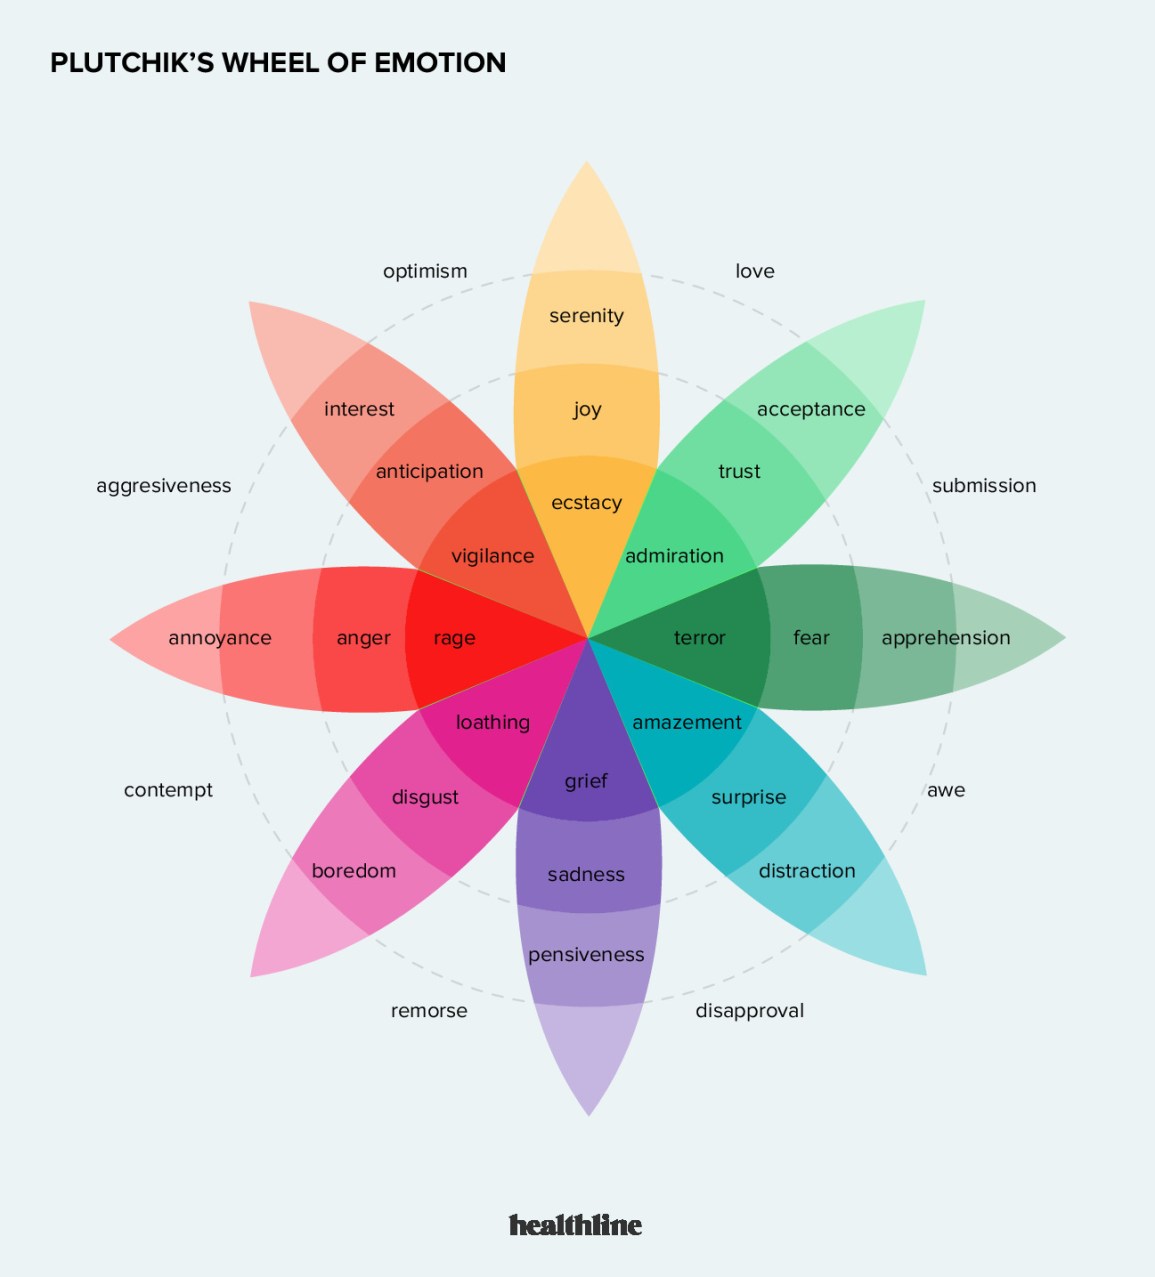 PLUTCHIK’S WHEEL OF EMOTION
optimism
love
serenity
interest
joy
acceptance
anticipation
trust
aggresiveness
submission
ecstacy
vigilance
admiration
annoyance
anger
rage
terror
fear
apprehension
loathing
amazement
grief
contempt
disgust
surprise
awe
boredom
sadness
distraction
pensiveness
remorse
disapproval
healthline